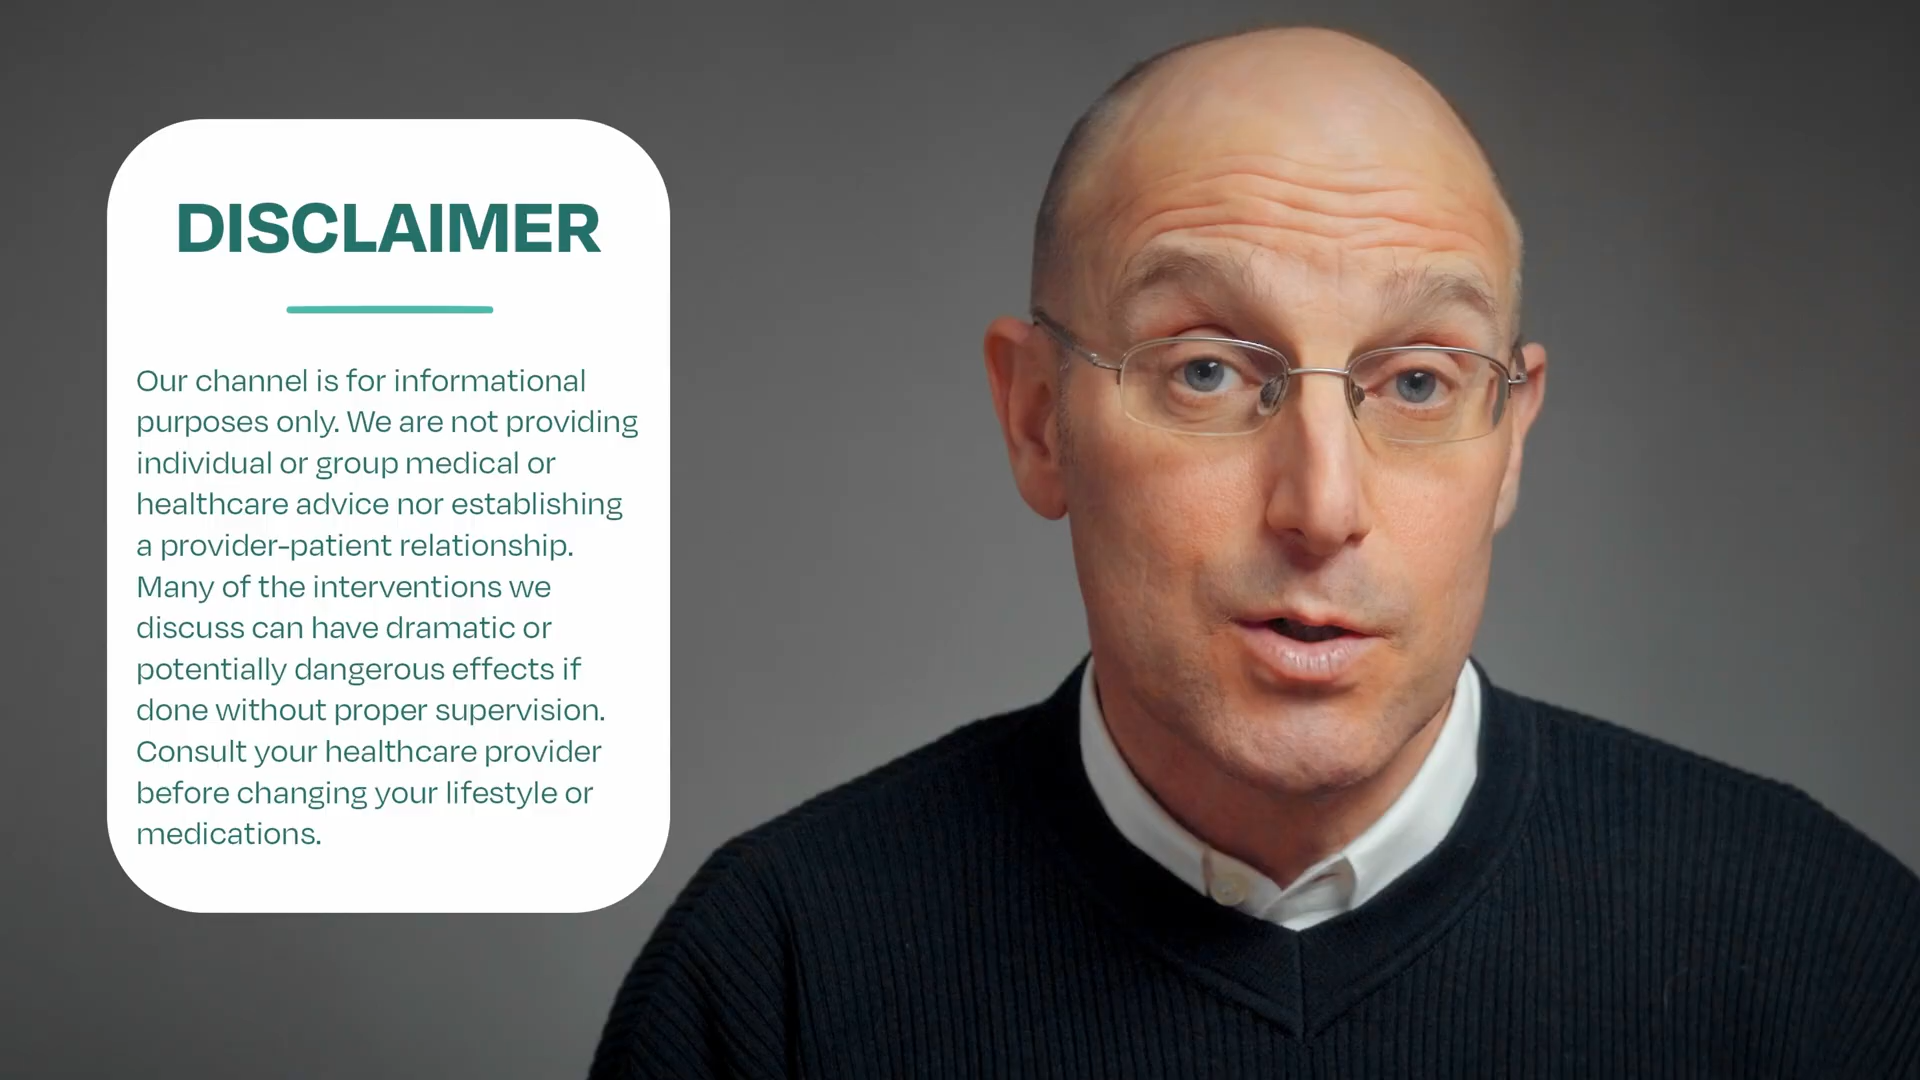 DISCLAIMER
Our channel is for informational
purposes only. We are not providing
individual or group medical or
healthcare advice nor establishing
a provider-patient relationship.
Many of the interventions we
discuss can have dramatic or
potentially dangerous effects if
done without proper supervision.
Consult your healthcare provider
before changing your lifestyle or
medications.